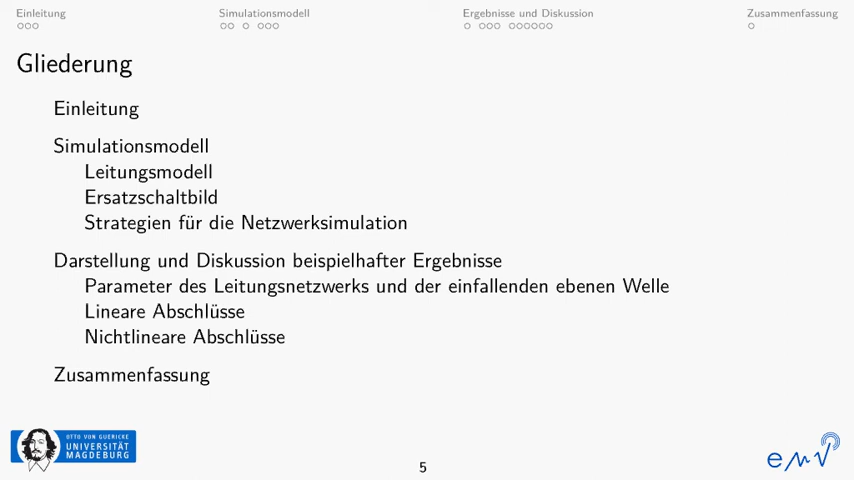 Einleitung
Simulationsmodell
Ergebnisse und Diskussion
Zusammenfassung
Gliederung
Einleitung
Simulationsmodell
Leitungsmodell
Ersatzschaltbild
Strategien für die Netzwerksimulation
Darstellung und Diskussion beispielhafter Ergebnisse
Parameter des Leitungsnetzwerks und der einfallenden ebenen Welle
Lineare Abschlüsse
Nichtlineare Abschlüsse
Zusammenfassung
OTTO VON GUERICKE
UNIVERSITÄT
MAGDEBURG
5
emv